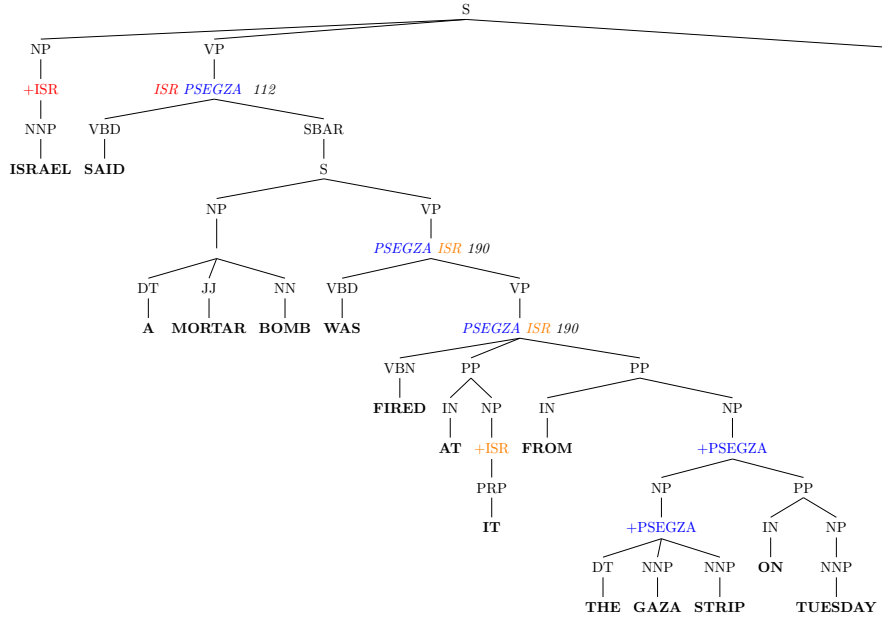 S
NP VP
+ISR ISR PSEGZA 112
NNP VBD SBAR
ISRAEL SAID S
NP VP
PSEGZA ISR 190
DT JJ NN VBD VP
A MORTAR BOMB WAS PSEGZA ISR 190
VBN PP PP
FIRED IN NP IN NP
AT +ISR FROM +PSEGZA
PRP NP PP
IT +PSEGZA IN NP
DT NNP NNP ON NNP
THE GAZA STRIP TUESDAY